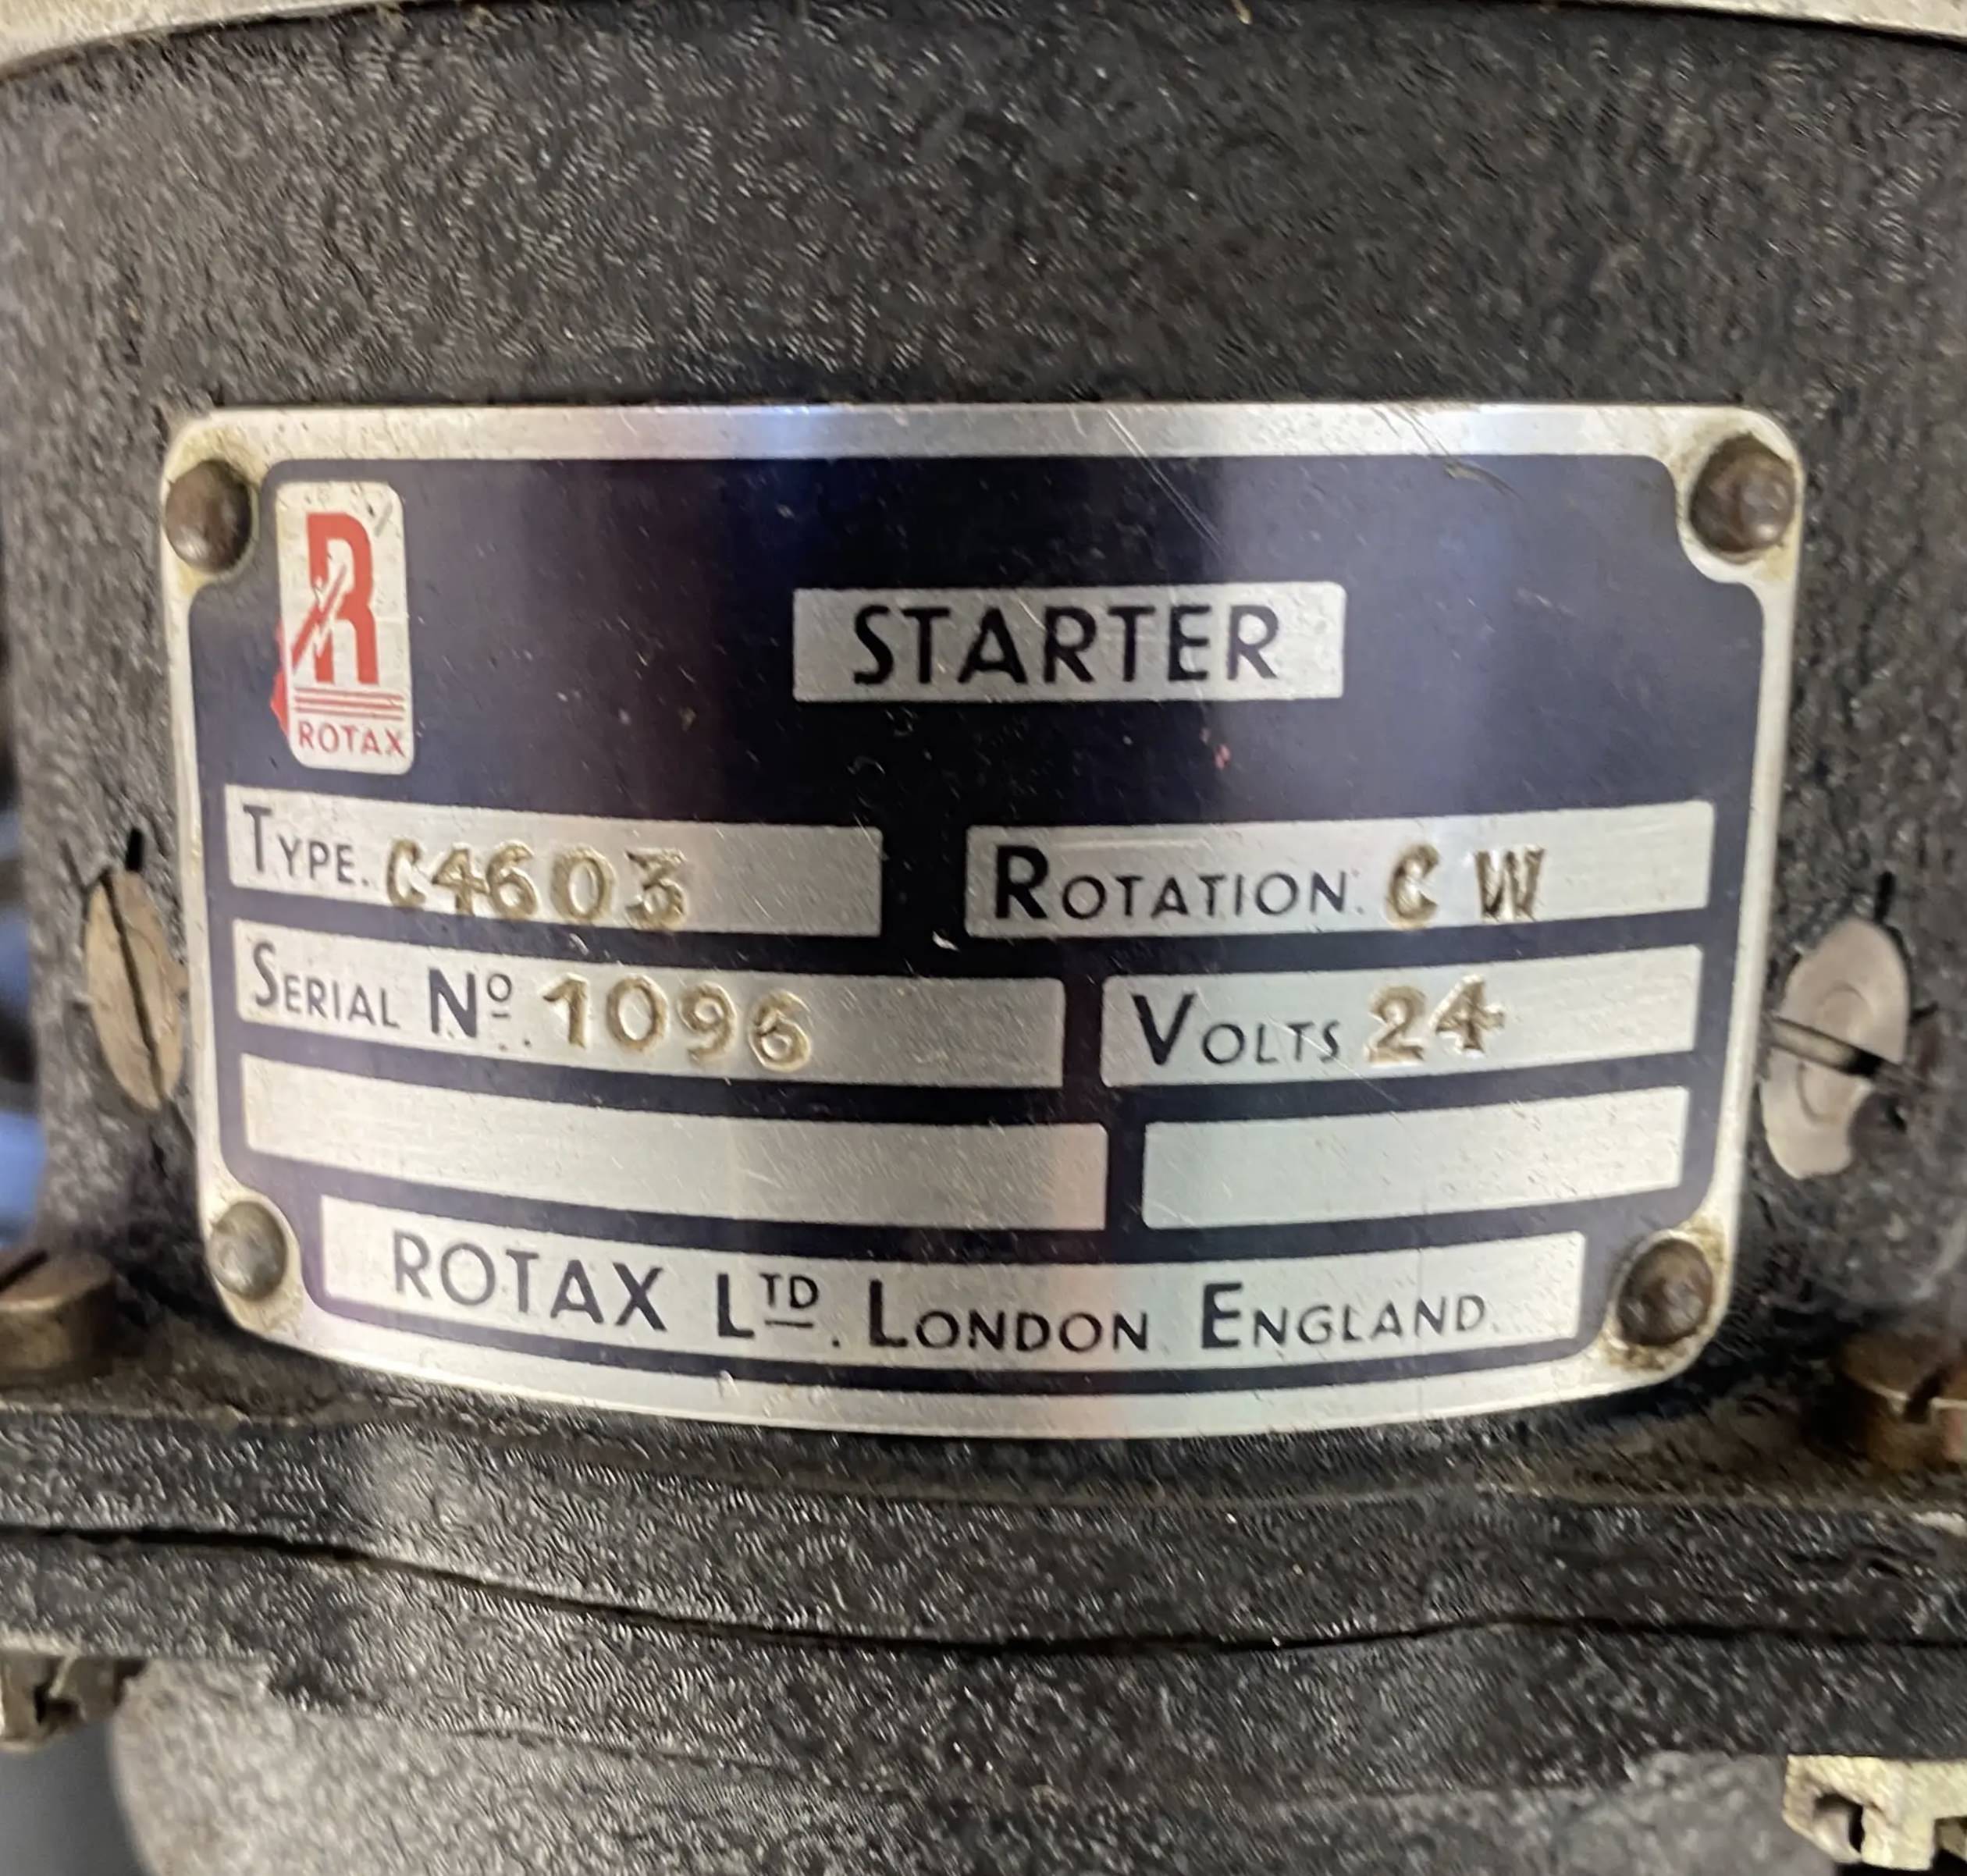 R
ROTAX
STARTER
TYPE. C4603
ROTATION. C W
SERIAL Nº. 1096
VOLTS 24
ROTAX LTD. LONDON ENGLAND.